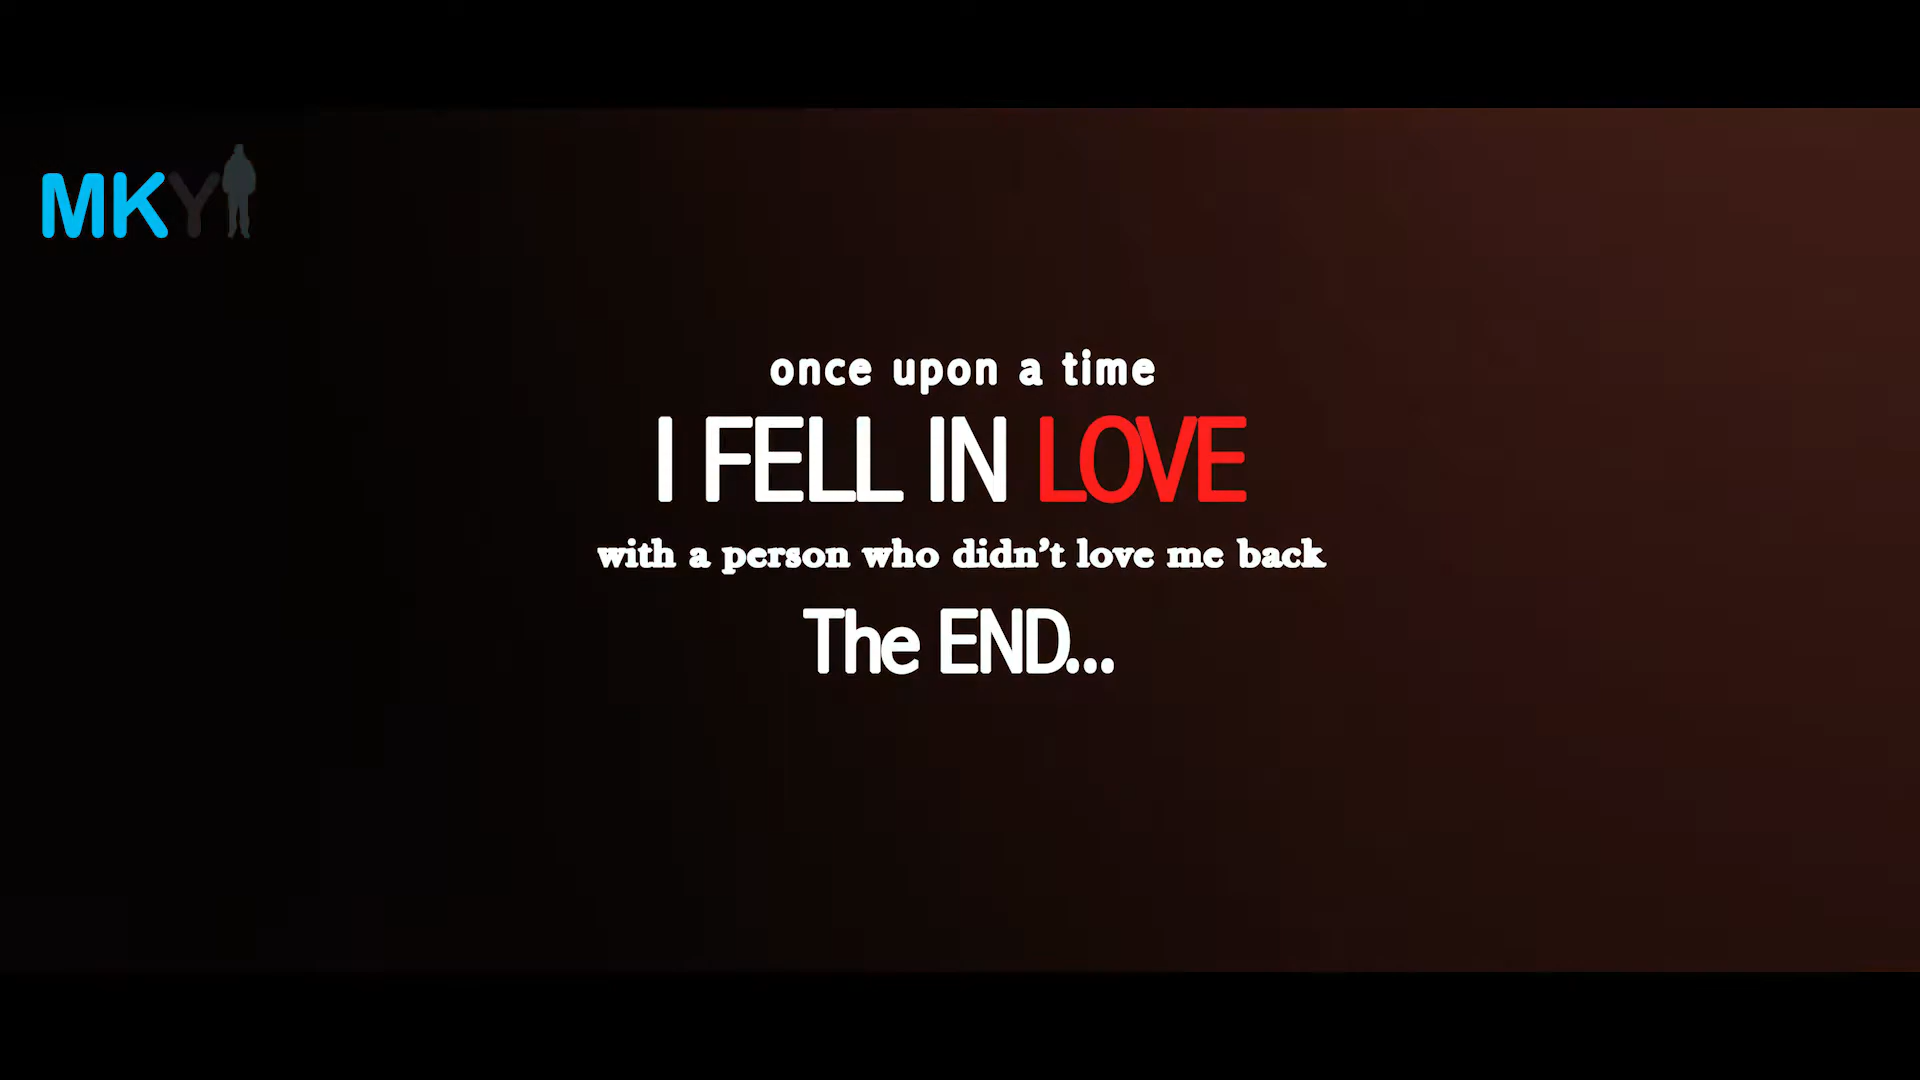 MKY
once upon a time
I FELL IN LOVE
with a person who didn't love me back
The END...